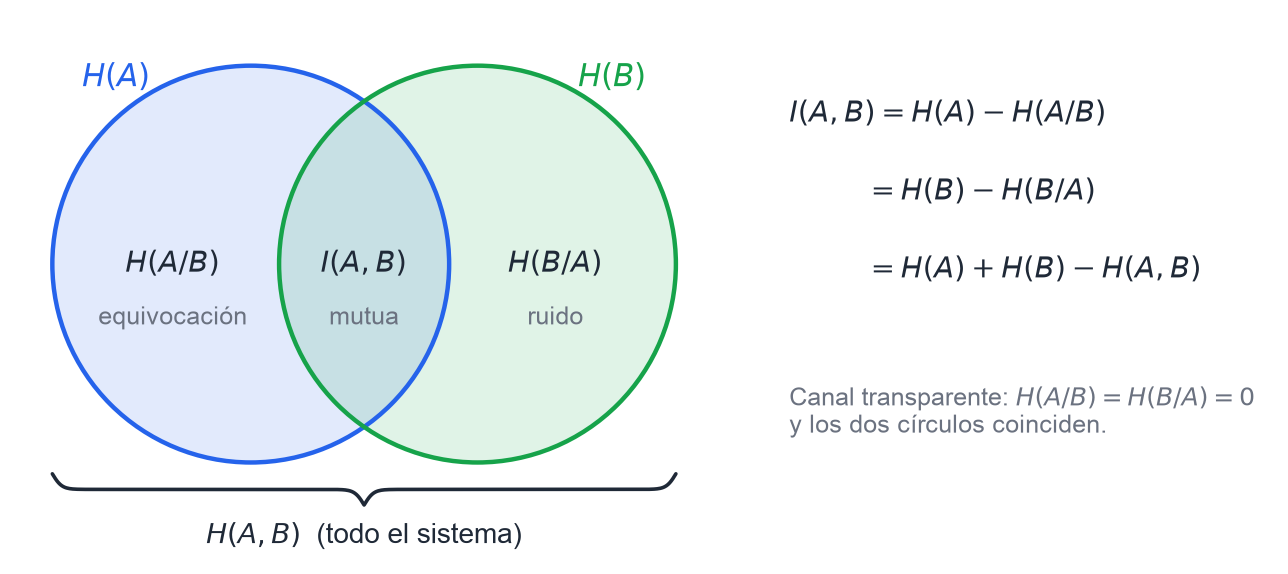 H(A)
H(B)
H(A/B)
equivocación
I(A, B)
mutua
H(B/A)
ruido
H(A, B) (todo el sistema)
I(A, B) = H(A) − H(A/B)
= H(B) − H(B/A)
= H(A) + H(B) − H(A, B)
Canal transparente: H(A/B) = H(B/A) = 0
y los dos círculos coinciden.